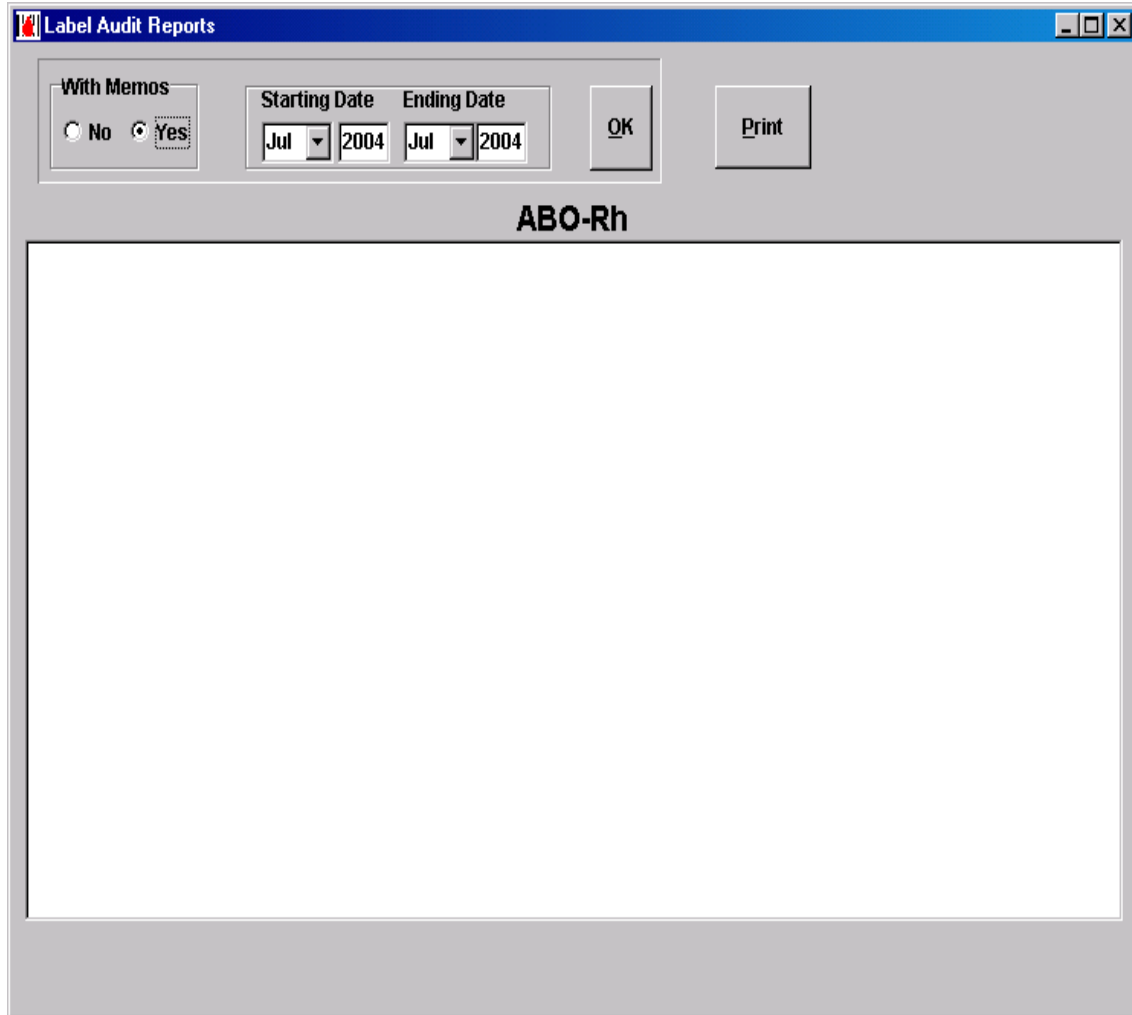 Label Audit Reports
With Memos
No Yes
Starting Date Ending Date
Jul 2004 Jul 2004
OK
Print
ABO-Rh